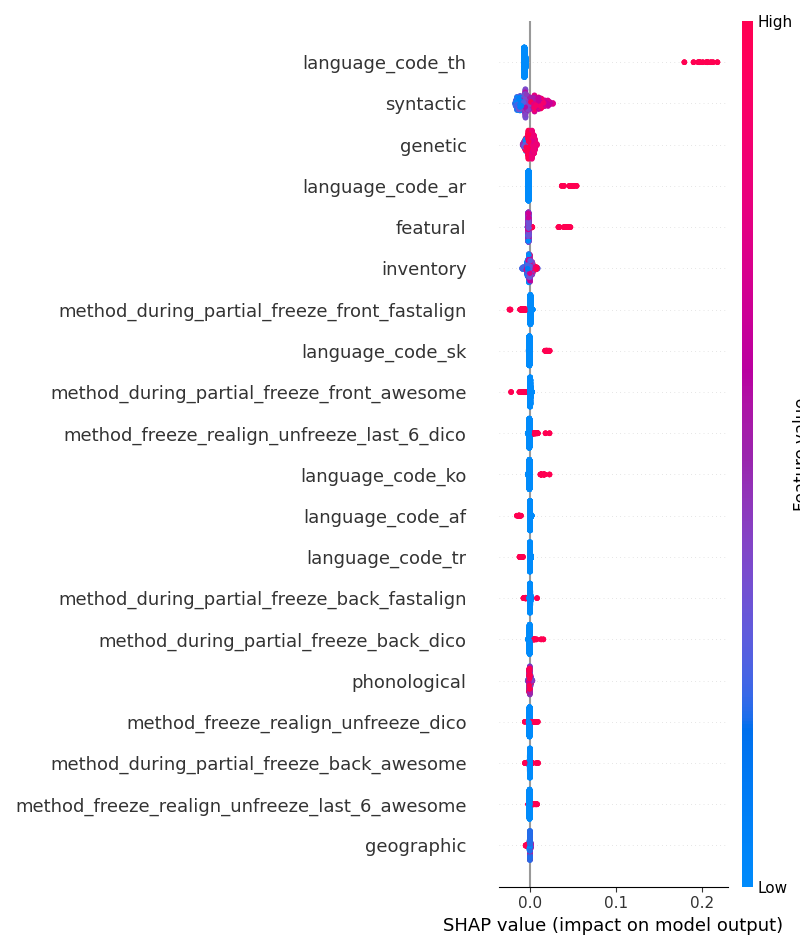 High
language_code_th
syntactic
genetic
language_code_ar
featural
inventory
method_during_partial_freeze_front_fastalign
language_code_sk
method_during_partial_freeze_front_awesome
method_freeze_realign_unfreeze_last_6_dico
language_code_ko
language_code_af
language_code_tr
method_during_partial_freeze_back_fastalign
method_during_partial_freeze_back_dico
phonological
method_freeze_realign_unfreeze_dico
method_during_partial_freeze_back_awesome
method_freeze_realign_unfreeze_last_6_awesome
geographic
Low
0.0 0.1 0.2
SHAP value (impact on model output)